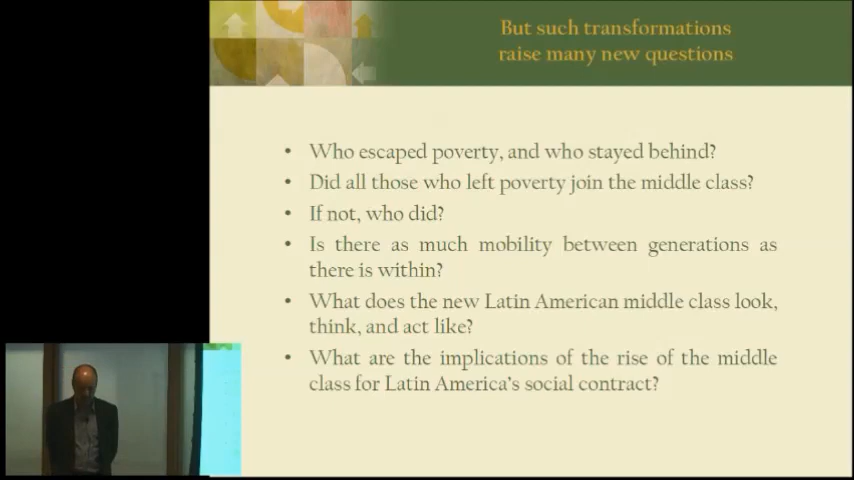 But such transformations
raise many new questions
• Who escaped poverty, and who stayed behind?
• Did all those who left poverty join the middle class?
• If not, who did?
• Is there as much mobility between generations as
there is within?
• What does the new Latin American middle class look,
think, and act like?
• What are the implications of the rise of the middle
class for Latin America's social contract?